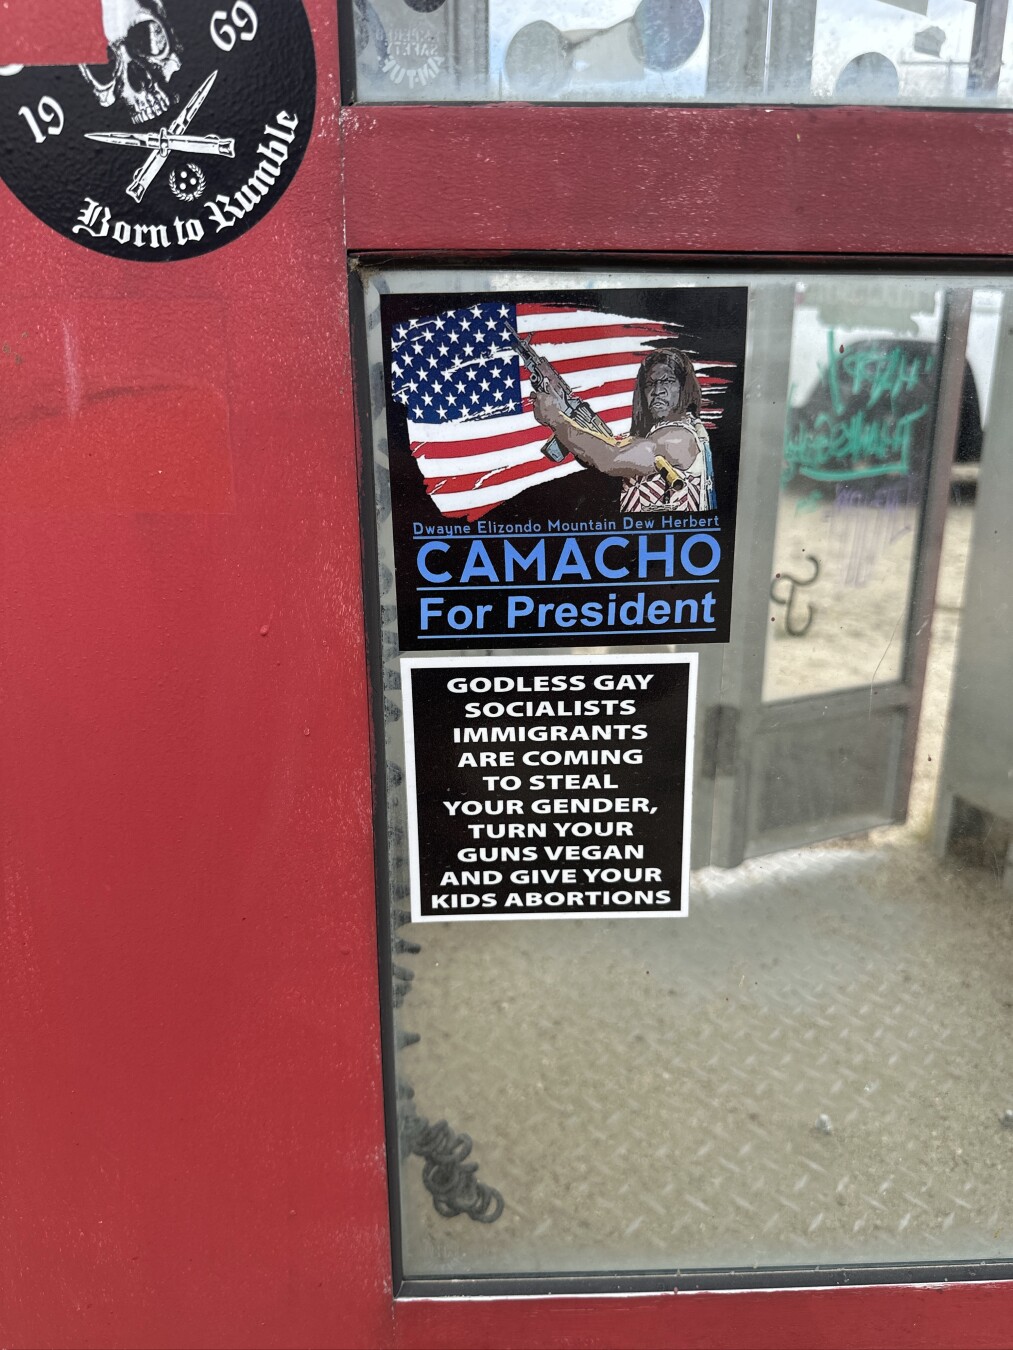 19 69
Born to Rumble
Dwayne Elizondo Mountain Dew Herbert
CAMACHO
For President
GODLESS GAY
SOCIALISTS
IMMIGRANTS
ARE COMING
TO STEAL
YOUR GENDER,
TURN YOUR
GUNS VEGAN
AND GIVE YOUR
KIDS ABORTIONS